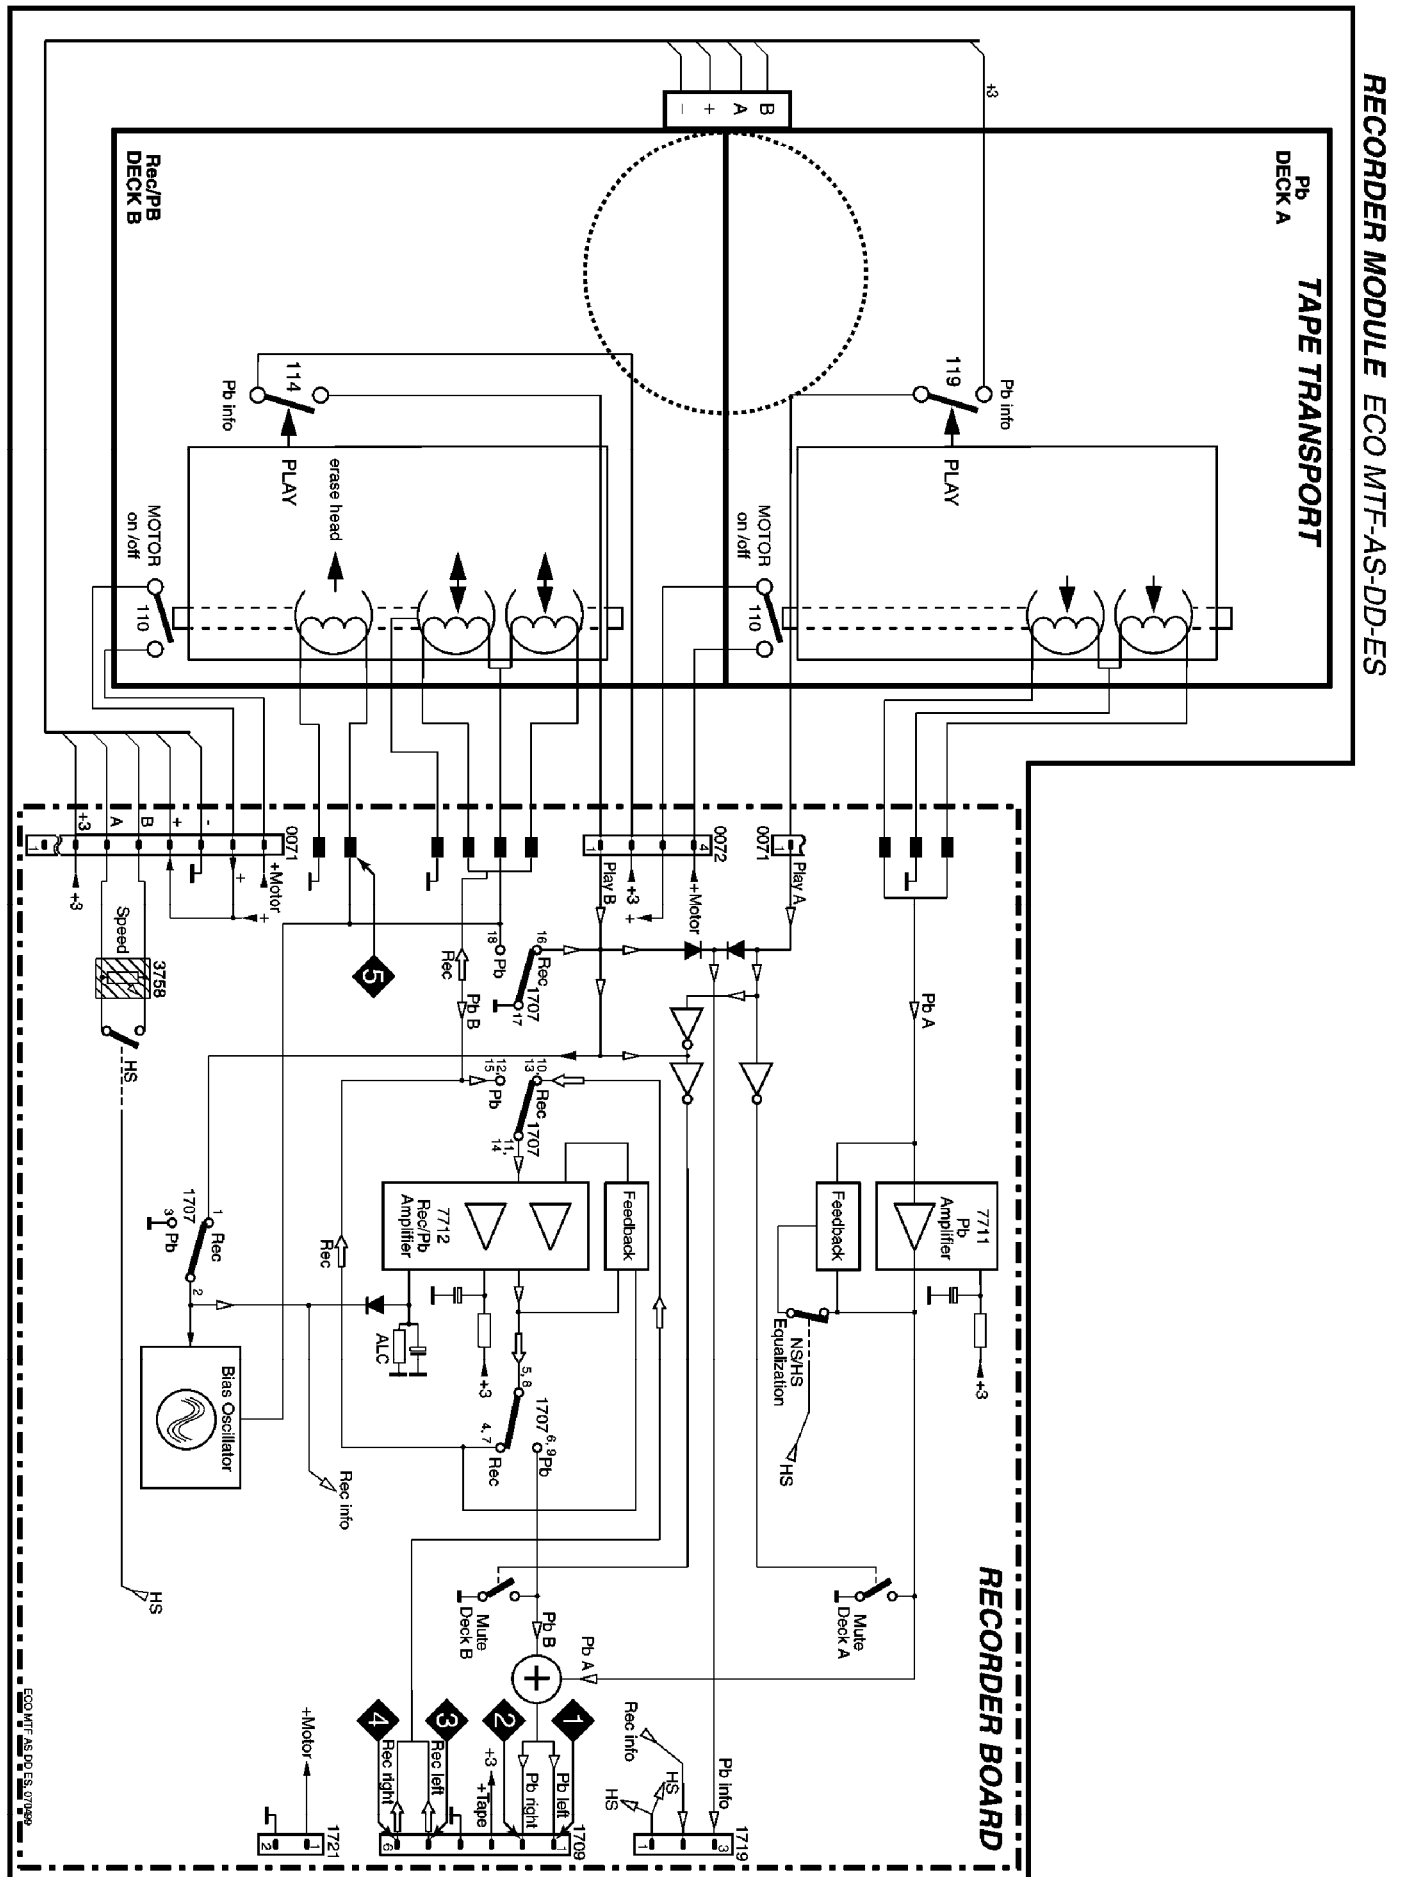 RECORDER MODULE ECO MTF-AS-DD-ES
TAPE TRANSPORT
Pb
DECK A
Rec/PB
DECK B
B
A
+
-
+3
119
Pb info
PLAY
MOTOR
on /off
110
114
Pb info
PLAY
erase head
MOTOR
on /off
110
0071
1
Play A
0072
4
1
+Motor
+
+3
Play B
0071
1
+Motor
+
+
-
+
B
A
+3
+3
Speed
3758
HS
HS
5
Rec
Pb B
18
Pb
16
Rec
1707
17
10,
13
Rec
1707
12,
15
Pb
11,
14
Pb A
7711
Pb
Amplifier
Feedback
+3
NS/HS
Equalization
HS
7712
Rec/Pb
Amplifier
Feedback
+3
ALC
Rec
5, 8
1707
6, 9
Pb
4, 7
Rec
1707
1
Rec
3
Pb
2
Bias Oscillator
Rec info
RECORDER BOARD
Mute
Deck A
Mute
Deck B
Pb B
Pb A
+
1
2
3
4
Pb left
Pb right
+Tape
+3
Rec left
Rec right
1709
1
6
Rec info
HS
HS
Pb info
1719
3
1
+Motor
1721
1
2
ECO MTF AS DD ES, 070499